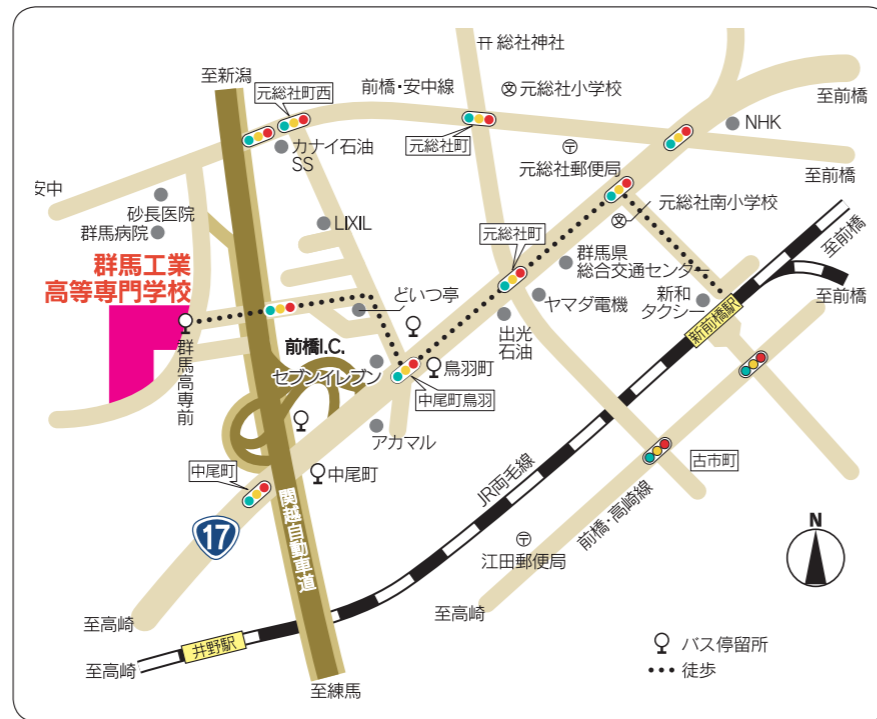 総社神社
至新潟
元総社町西
前橋・安中線
元総社小学校
至前橋
NHK
カナイ石油
SS
元総社町
元総社郵便局
至前橋
安中
砂長医院
群馬病院
LIXIL
元総社町
元総社南小学校
群馬県
総合交通センター
至前橋
群馬工業
高等専門学校
どいつ亭
ヤマダ電機
新和
タクシー
至前橋
新前橋駅
出光
石油
群馬高専前
前橋I.C.
セブンイレブン
鳥羽町
中尾町鳥羽
アカマル
中尾町
中尾町
古市町
17
関越自動車道
JR両毛線
前橋・高崎線
N
江田郵便局
至高崎
至高崎
井野駅
至高崎
至練馬
バス停留所
徒歩